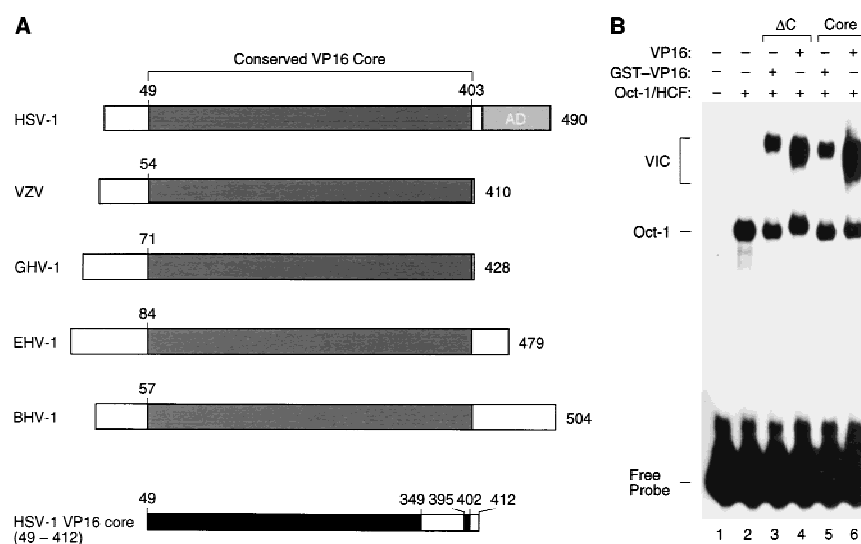 A
Conserved VP16 Core
49
403
HSV-1
AD
490
54
VZV
410
71
GHV-1
428
84
EHV-1
479
57
BHV-1
504
49
349 395 402 412
HSV-1 VP16 core
(49 – 412)
B
ΔC Core
VP16: – – – + – +
GST–VP16: – – + – + –
Oct-1/HCF: – + + + + +
VIC
Oct-1
Free
Probe
1 2 3 4 5 6